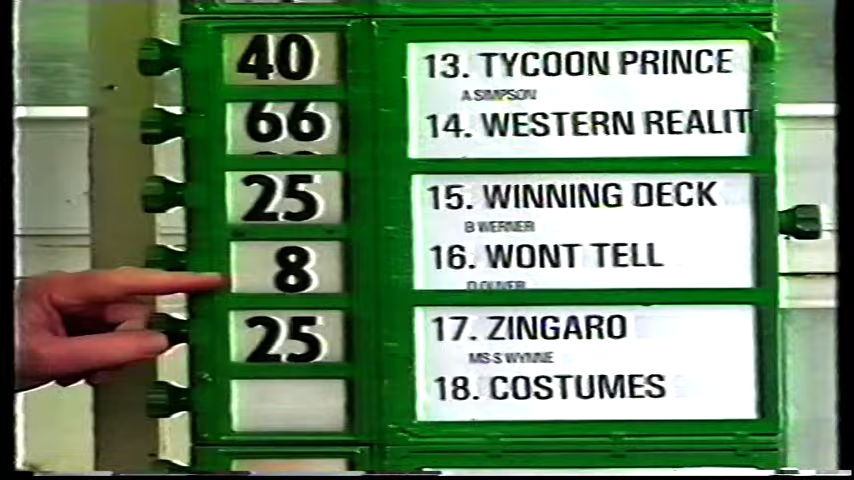 40
13. TYCOON PRINCE
A SIMPSON
66
14. WESTERN REALIT
25
15. WINNING DECK
B WERNER
8
16. WONT TELL
D OLIVER
25
17. ZINGARO
MS S WYNNE
18. COSTUMES